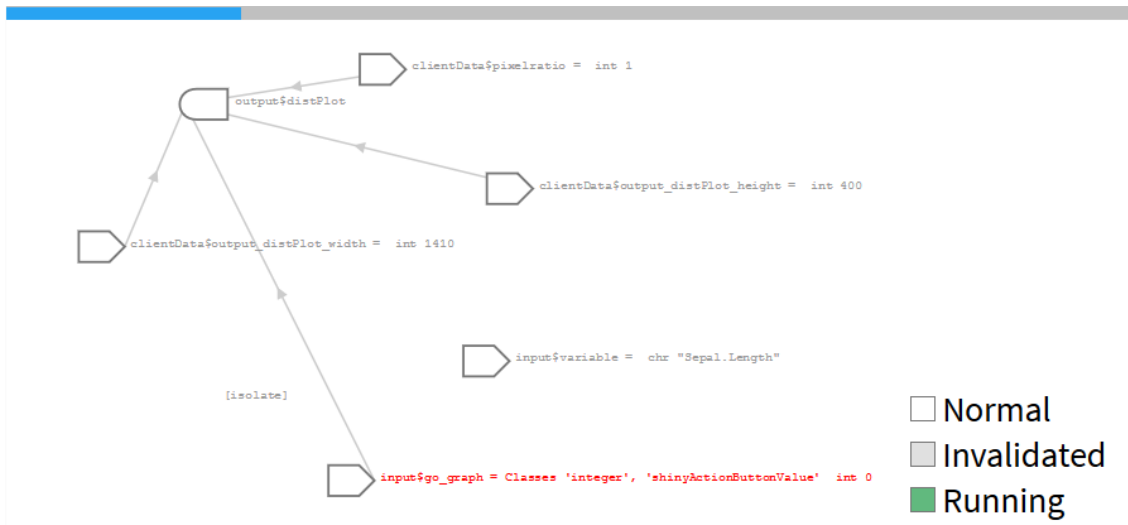 clientData$pixelratio = int 1
output$distPlot
clientData$output_distPlot_height = int 400
clientData$output_distPlot_width = int 1410
input$variable = chr "Sepal.Length"
[isolate]
input$go_graph = Classes 'integer', 'shinyActionButtonValue' int 0
Normal
Invalidated
Running